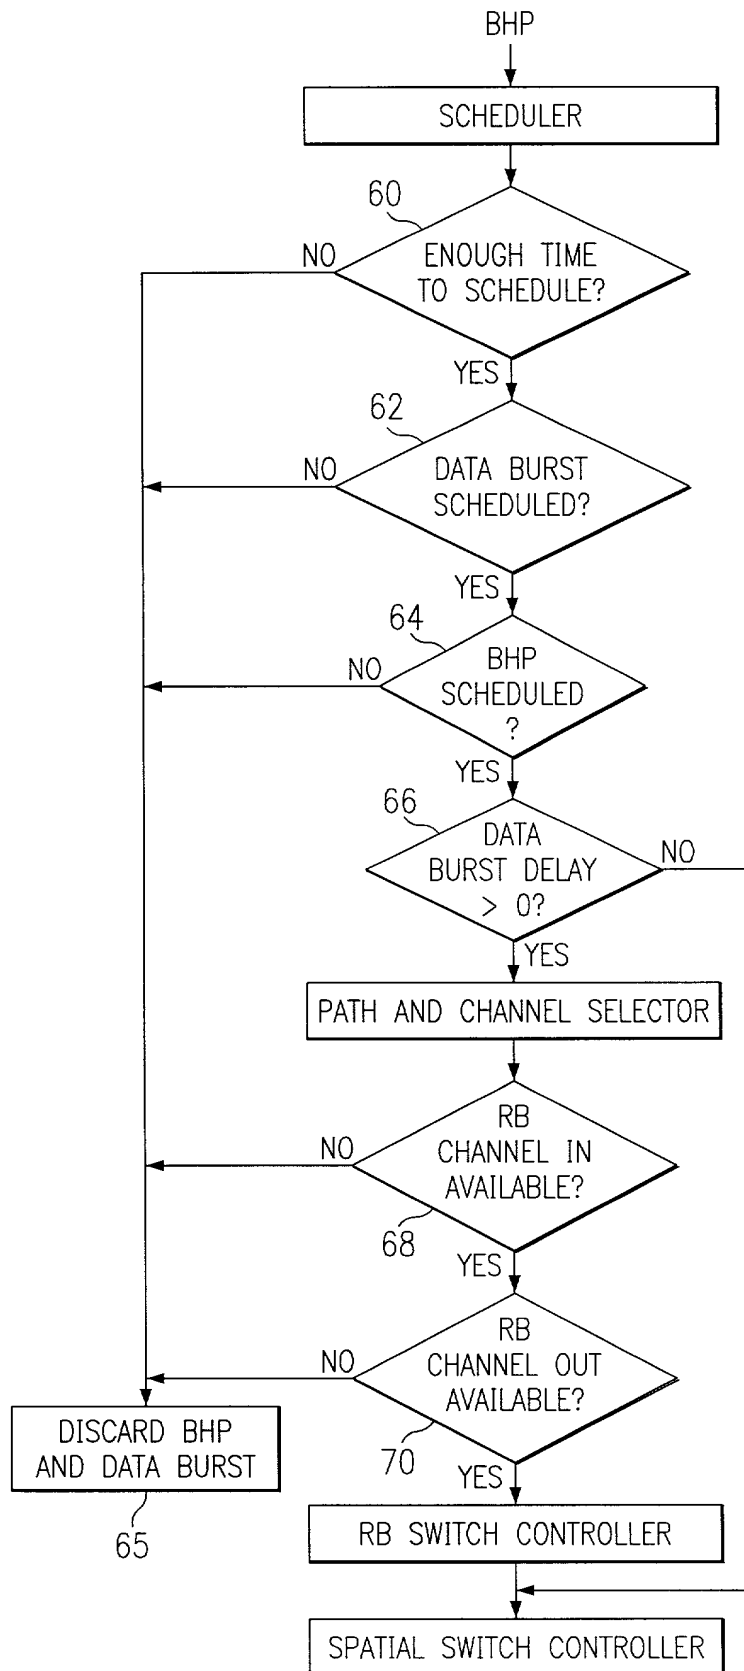 BHP
SCHEDULER
60
NO
ENOUGH TIME
TO SCHEDULE?
YES
62
NO
DATA BURST
SCHEDULED?
YES
64
NO
BHP
SCHEDULED
?
YES
66
DATA
BURST DELAY
> 0?
NO
YES
PATH AND CHANNEL SELECTOR
NO
RB
CHANNEL IN
AVAILABLE?
68
YES
NO
RB
CHANNEL OUT
AVAILABLE?
70
YES
DISCARD BHP
AND DATA BURST
65
RB SWITCH CONTROLLER
SPATIAL SWITCH CONTROLLER